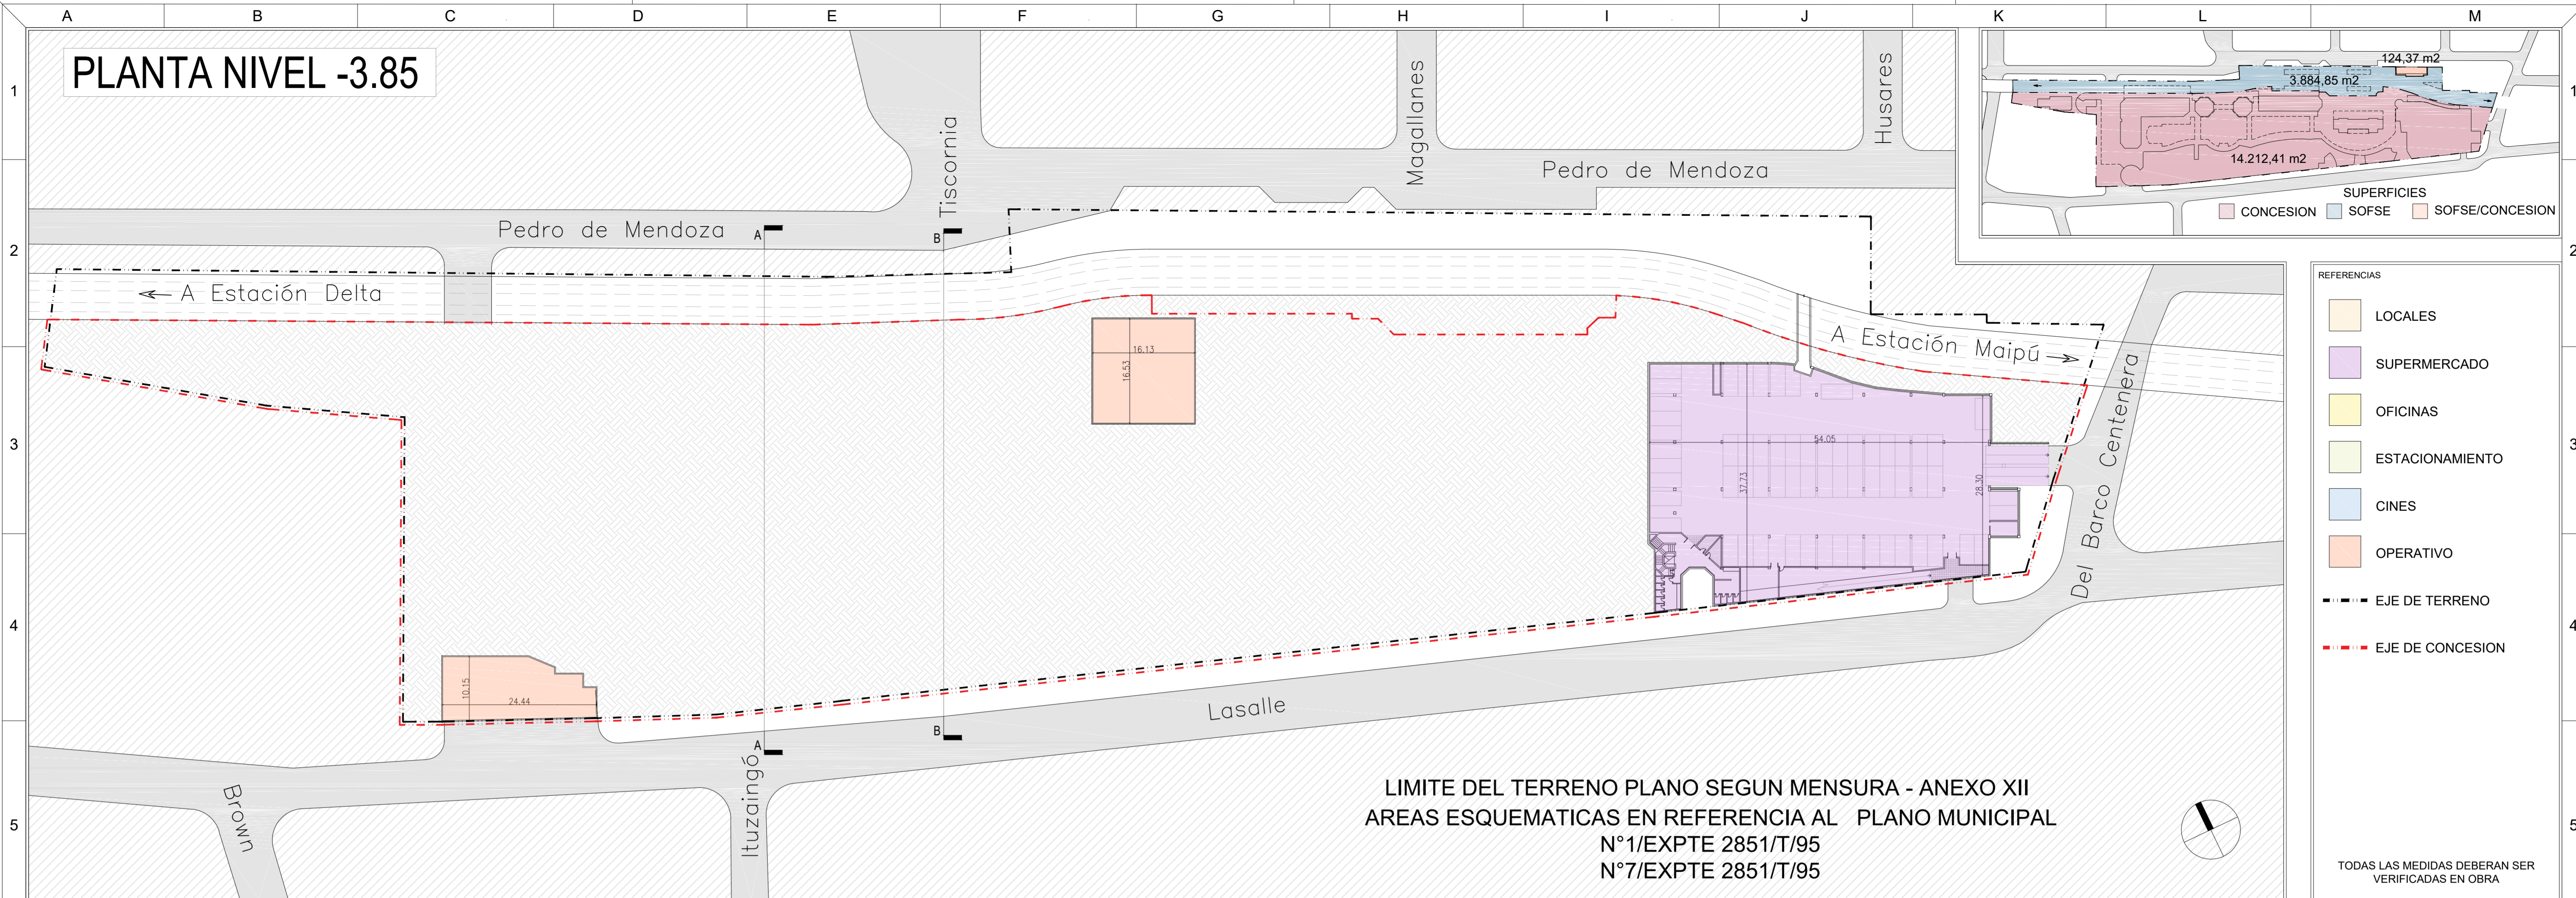 A B C D E F G H I J K L M
1
PLANTA NIVEL -3.85
Tiscornia
Magallanes
Husares
Pedro de Mendoza
124,37 m2
3.884,85 m2
14.212,41 m2
SUPERFICIES
CONCESION SOFSE SOFSE/CONCESION
1
2
Pedro de Mendoza
A
B
← A Estación Delta
A Estación Maipú →
2
REFERENCIAS
LOCALES
SUPERMERCADO
OFICINAS
ESTACIONAMIENTO
CINES
OPERATIVO
EJE DE TERRENO
EJE DE CONCESION
3
16.13
16.53
54.05
37.73
28.30
Del Barco Centenera
3
4
10.15
24.44
Lasalle
4
A
B
Ituzaingó
Brown
5
LIMITE DEL TERRENO PLANO SEGUN MENSURA - ANEXO XII
AREAS ESQUEMATICAS EN REFERENCIA AL PLANO MUNICIPAL
N°1/EXPTE 2851/T/95
N°7/EXPTE 2851/T/95
5
TODAS LAS MEDIDAS DEBERAN SER
VERIFICADAS EN OBRA